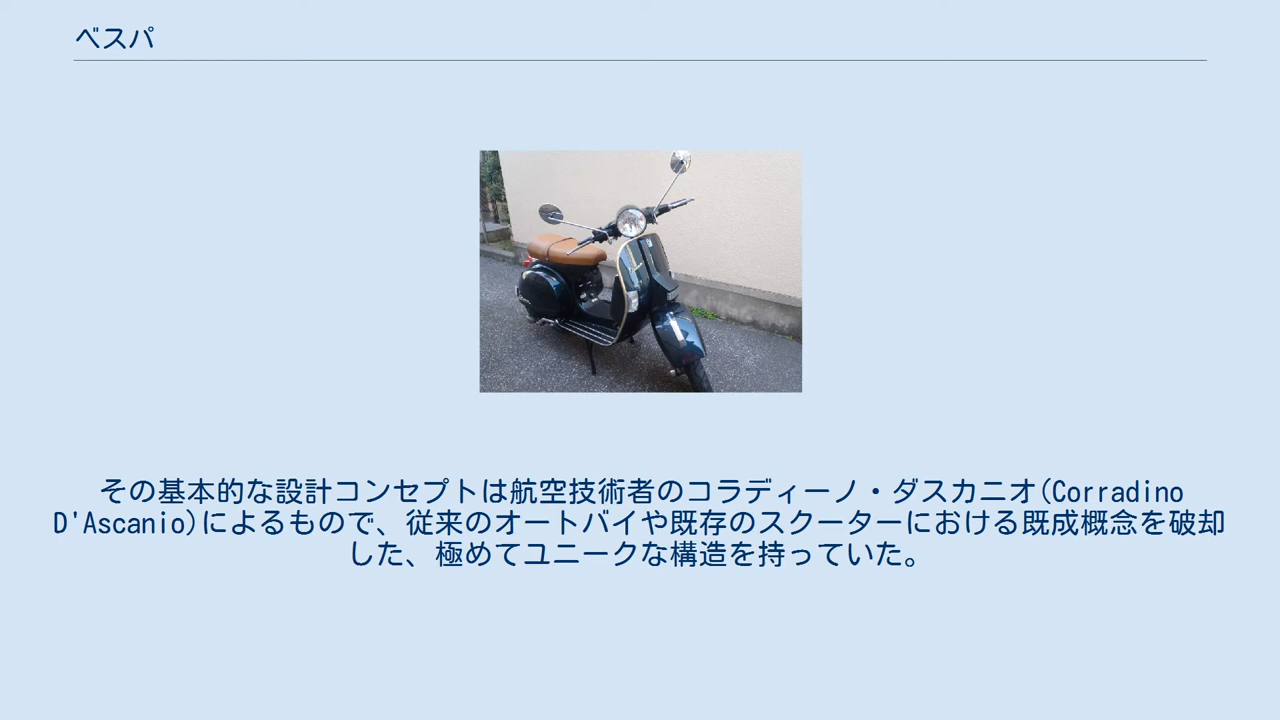 ベスパ
その基本的な設計コンセプトは航空技術者のコラディーノ・ダスカニオ(Corradino
D'Ascanio)によるもので、従来のオートバイや既存のスクーターにおける既成概念を破却
した、極めてユニークな構造を持っていた。